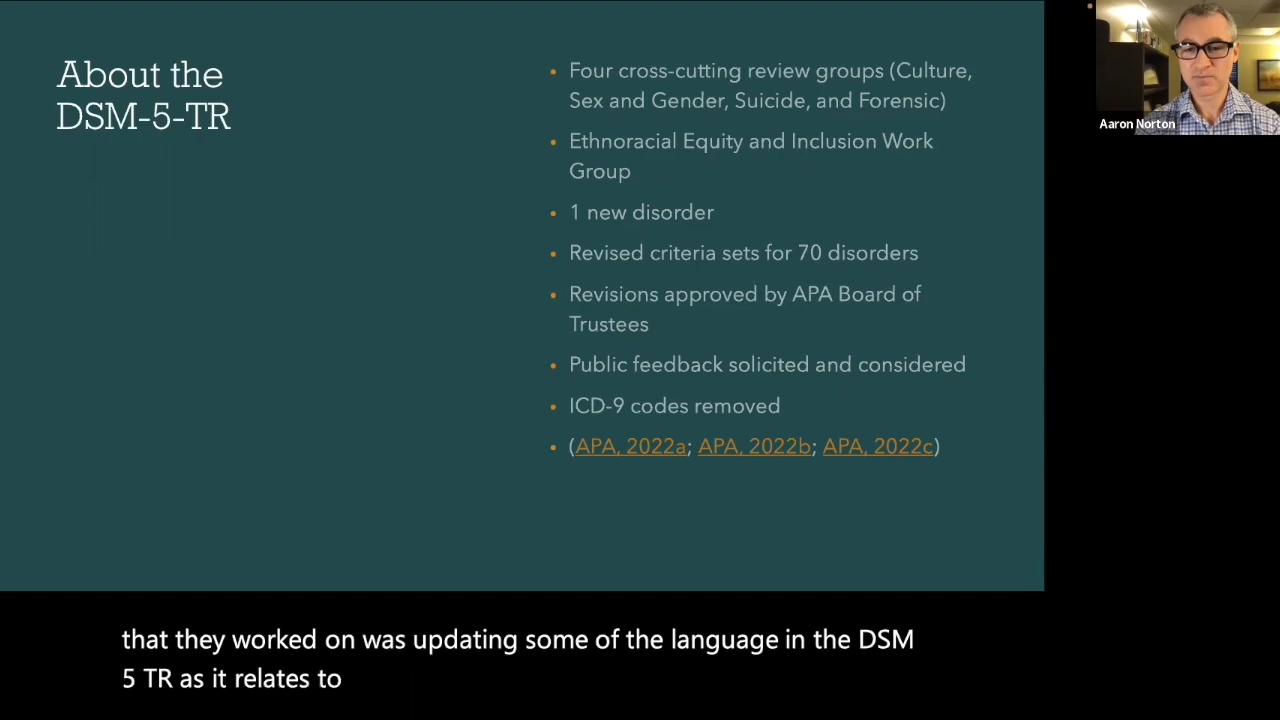 About the
DSM-5-TR
• Four cross-cutting review groups (Culture,
Sex and Gender, Suicide, and Forensic)
• Ethnoracial Equity and Inclusion Work
Group
• 1 new disorder
• Revised criteria sets for 70 disorders
• Revisions approved by APA Board of
Trustees
• Public feedback solicited and considered
• ICD-9 codes removed
• (APA, 2022a; APA, 2022b; APA, 2022c)
Aaron Norton
that they worked on was updating some of the language in the DSM
5 TR as it relates to